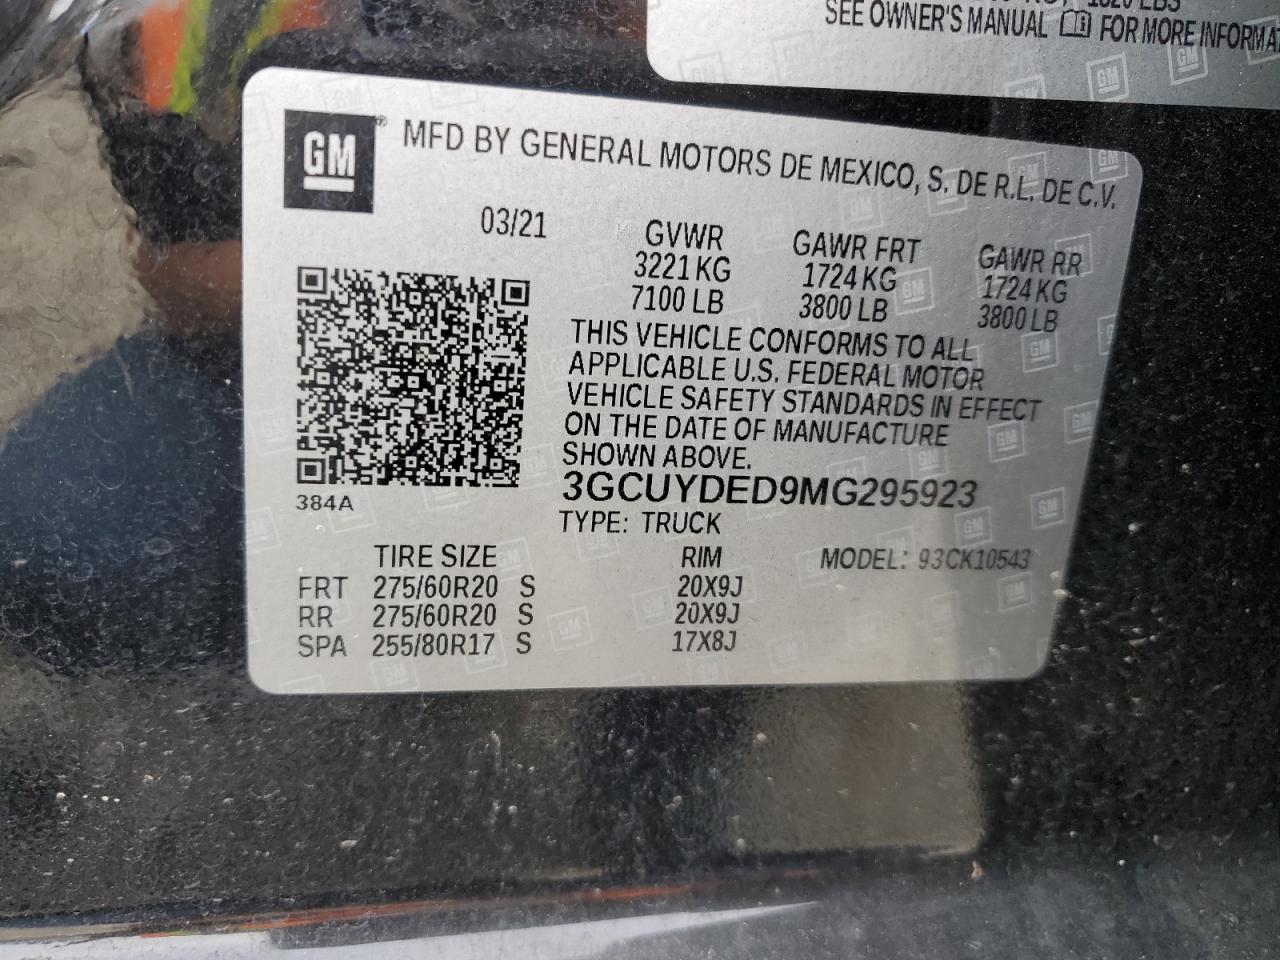 1820 LBS
SEE OWNER'S MANUAL FOR MORE
GM® MFD BY GENERAL MOTORS DE MEXICO, S. DE R.L. DE C.V.
03/21 GVWR GAWR FRT GAWR RR
3221 KG 1724 KG 1724 KG
7100 LB 3800 LB 3800 LB
THIS VEHICLE CONFORMS TO ALL
APPLICABLE U.S. FEDERAL MOTOR
VEHICLE SAFETY STANDARDS IN EFFECT
ON THE DATE OF MANUFACTURE
SHOWN ABOVE.
3GCUYDED9MG295923
384A
TYPE: TRUCK
TIRE SIZE RIM MODEL: 93CK10543
FRT 275/60R20 S 20X9J
RR 275/60R20 S 20X9J
SPA 255/80R17 S 17X8J